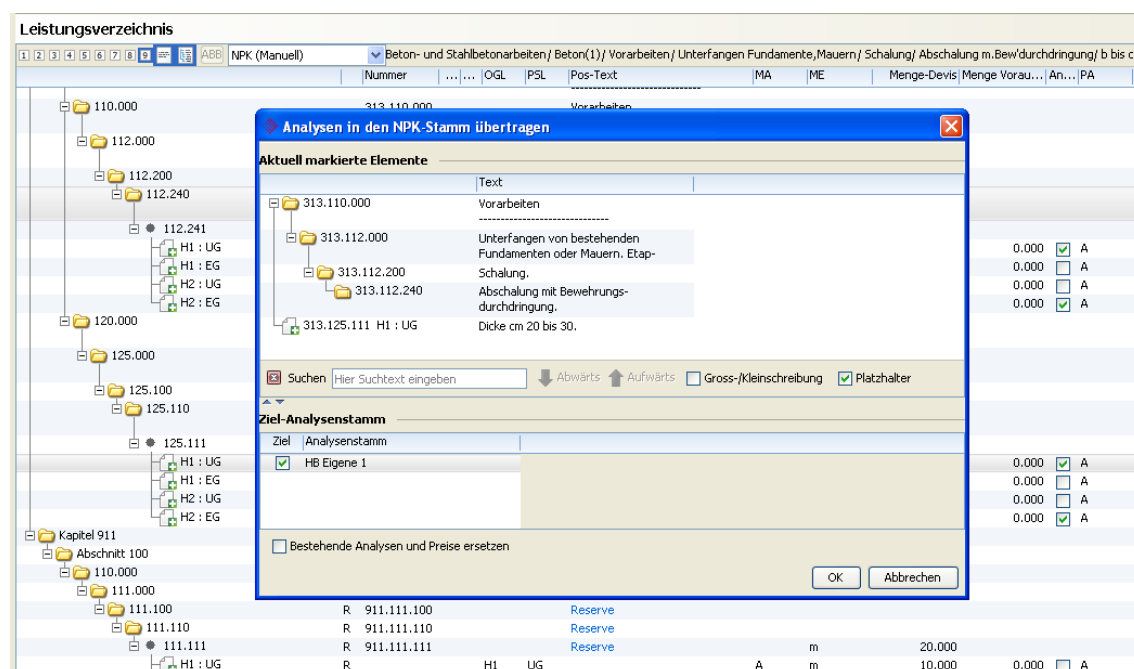 Leistungsverzeichnis
1 2 3 4 5 6 7 8 9 ABB NPK (Manuell) Beton- und Stahlbetonarbeiten/ Beton(1)/ Vorarbeiten/ Unterfangen Fundamente,Mauern/ Schalung/ Abschalung m.Bew'durchdringung/ b bis c
Nummer ... ... OGL PSL Pos-Text MA ME Menge-Devis Menge Vorau... An... PA
110.000 313.110.000 Vorarbeiten
112.000
112.200
112.240
112.241
H1 : UG 0.000 A
H1 : EG 0.000 A
H2 : UG 0.000 A
H2 : EG 0.000 A
120.000
125.000
125.100
125.110
125.111
H1 : UG 0.000 A
H1 : EG 0.000 A
H2 : UG 0.000 A
H2 : EG 0.000 A
Kapitel 911
Abschnitt 100
110.000
111.000
111.100 R 911.111.100 Reserve
111.110 R 911.111.110 Reserve
111.111 R 911.111.111 Reserve m 20.000
H1 : UG R H1 UG A m 10.000 0.000 A
Analysen in den NPK-Stamm übertragen
Aktuell markierte Elemente
Text
313.110.000 Vorarbeiten
------------------------------
313.112.000 Unterfangen von bestehenden
Fundamenten oder Mauern. Etap-
313.112.200 Schalung.
313.112.240 Abschalung mit Bewehrungs-
durchdringung.
313.125.111 H1 : UG Dicke cm 20 bis 30.
Suchen Hier Suchtext eingeben Abwärts Aufwärts Gross-/Kleinschreibung Platzhalter
Ziel-Analysenstamm
Ziel Analysenstamm
HB Eigene 1
Bestehende Analysen und Preise ersetzen
OK Abbrechen